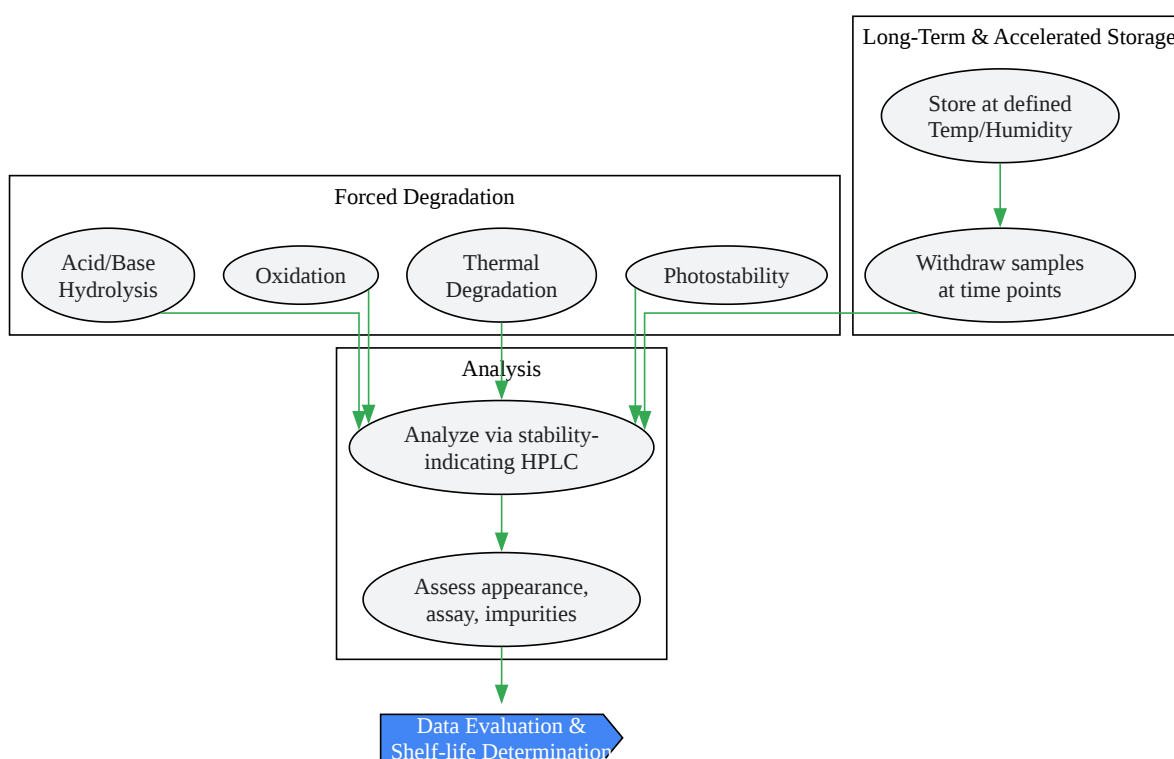 Long-Term & Accelerated Storage
Store at defined
Temp/Humidity
Withdraw samples
at time points
Forced Degradation
Acid/Base
Hydrolysis
Oxidation
Thermal
Degradation
Photostability
Analysis
Analyze via stability-
indicating HPLC
Assess appearance,
assay, impurities
Data Evaluation &
Shelf-life Determination